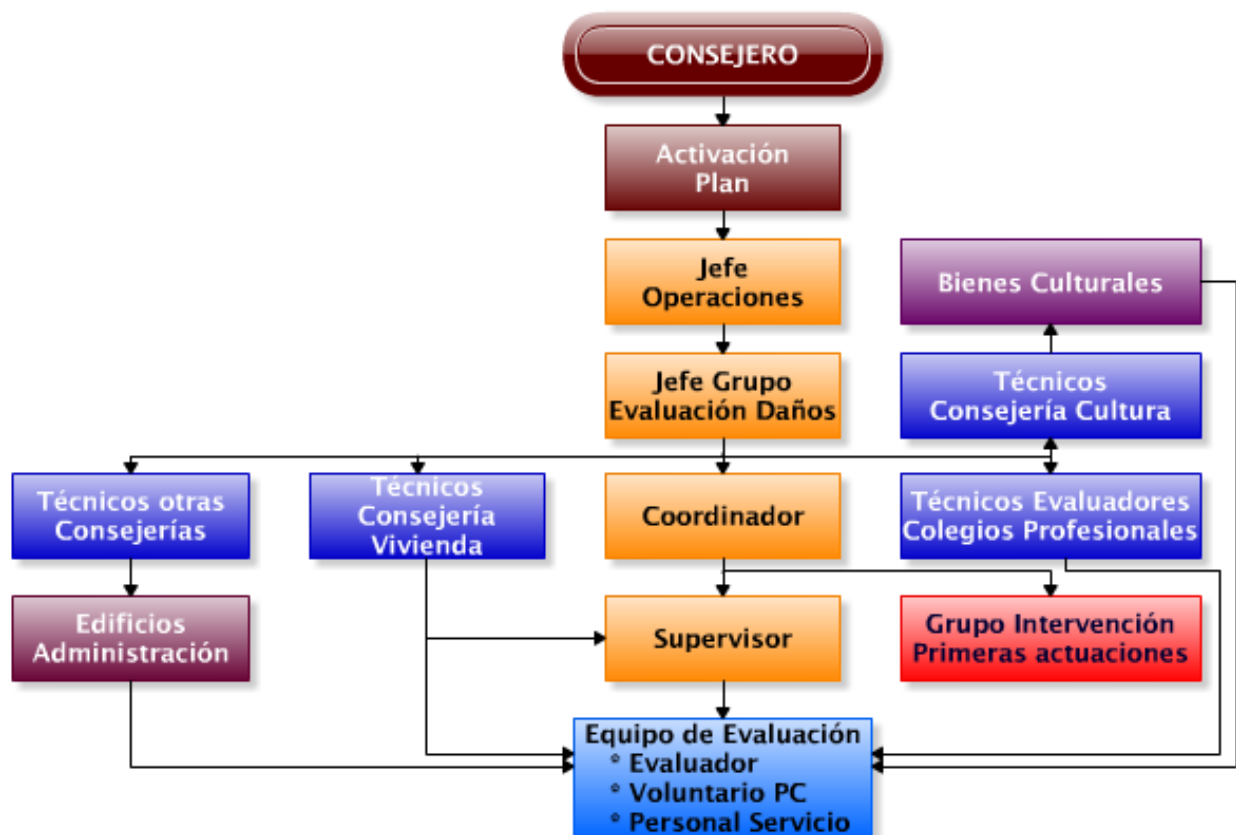 CONSEJERO
Activación
Plan
Jefe
Operaciones
Bienes Culturales
Jefe Grupo
Evaluación Daños
Técnicos
Consejería Cultura
Técnicos otras
Consejerías
Técnicos
Consejería
Vivienda
Coordinador
Técnicos Evaluadores
Colegios Profesionales
Edificios
Administración
Supervisor
Grupo Intervención
Primeras actuaciones
Equipo de Evaluación
° Evaluador
° Voluntario PC
° Personal Servicio